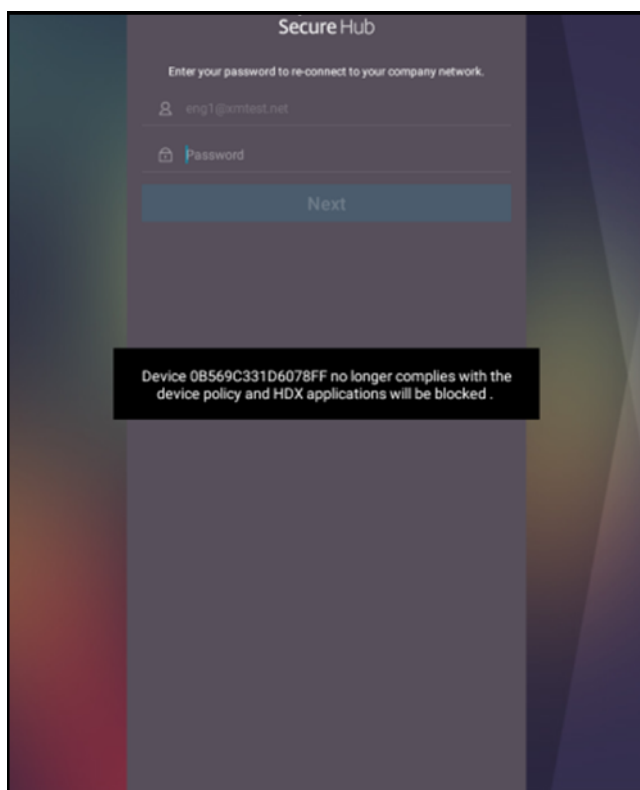 Secure Hub
Enter your password to re-connect to your company network.
eng1@xmtest.net
Password
Next
Device 0B569C331D6078FF no longer complies with the
device policy and HDX applications will be blocked .